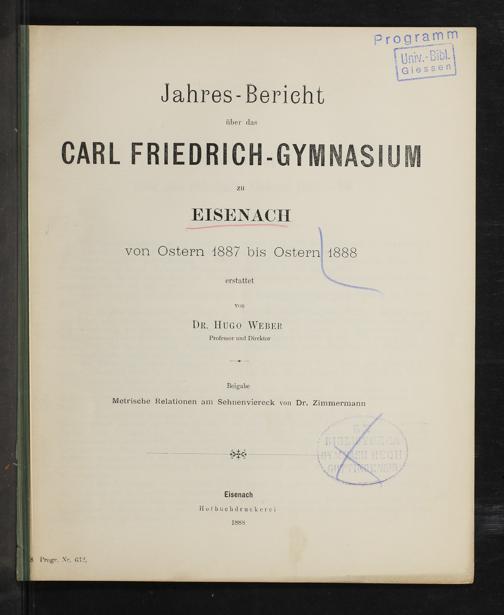 Programm
Univ.-Bibl.
Giessen
Jahres-Bericht
über das
CARL FRIEDRICH-GYMNASIUM
zu
EISENACH
von Ostern 1887 bis Ostern 1888
erstattet
von
DR. HUGO WEBER
Professor und Direktor
Beigabe
Metrische Relationen am Sehnenviereck von Dr. Zimmermann
BIBLIOTHECA
Eisenach
Hofbuchdruckerei
1888
8 Progr. Nr. 632.